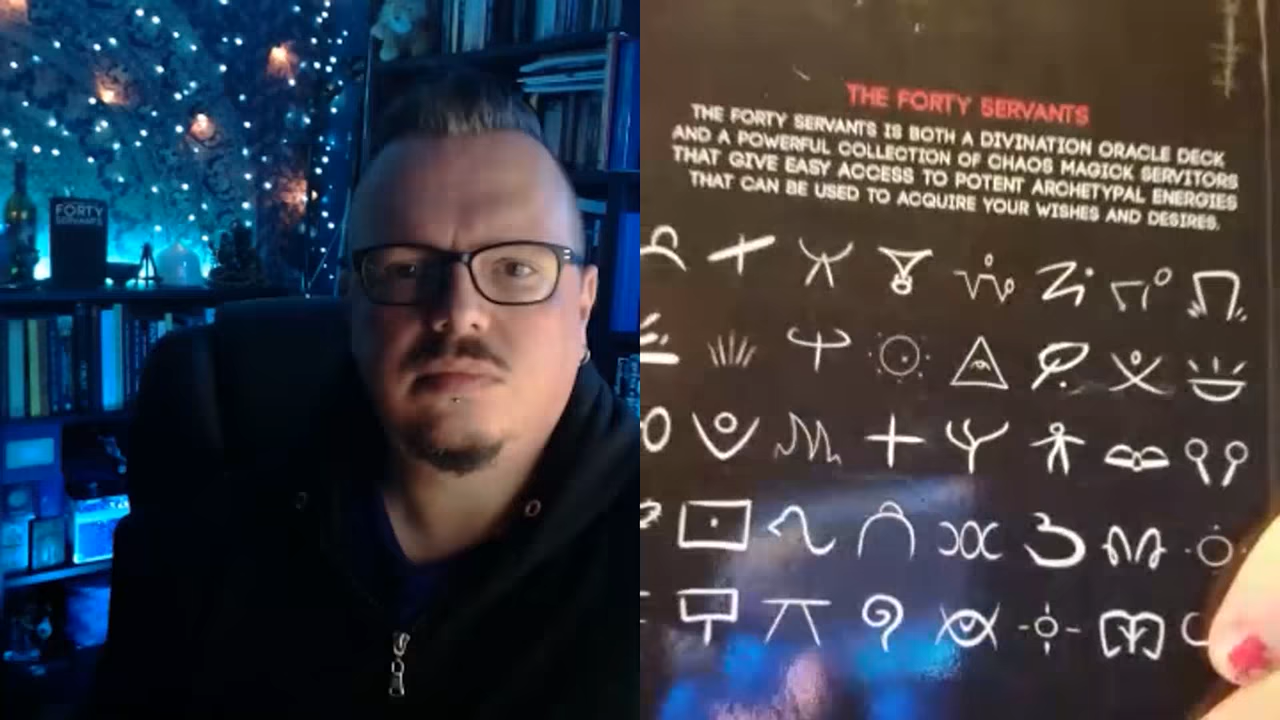 FORTY
SERVANTS
THE FORTY SERVANTS
THE FORTY SERVANTS IS BOTH A DIVINATION ORACLE DECK
AND A POWERFUL COLLECTION OF CHAOS MAGICK SERVITORS
THAT GIVE EASY ACCESS TO POTENT ARCHETYPAL ENERGIES
THAT CAN BE USED TO ACQUIRE YOUR WISHES AND DESIRES.